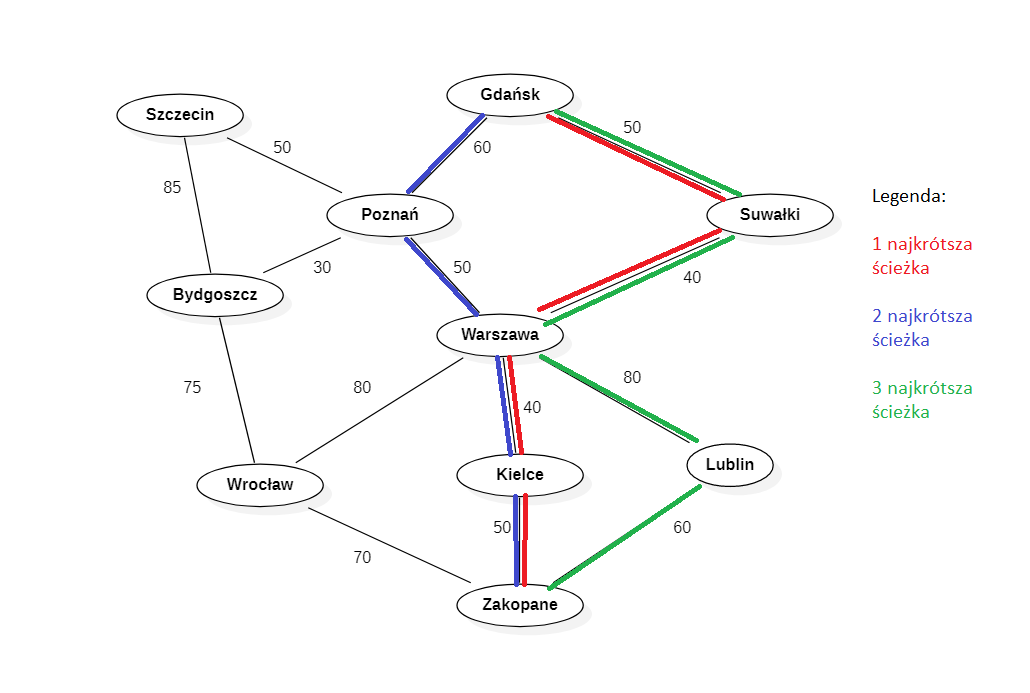 Gdańsk
Szczecin
50
50
60
85
Legenda:
Poznań
Suwałki
1 najkrótsza
ścieżka
30
50
40
Bydgoszcz
2 najkrótsza
ścieżka
Warszawa
75
80
80
3 najkrótsza
ścieżka
40
Lublin
Kielce
Wrocław
50
60
70
Zakopane